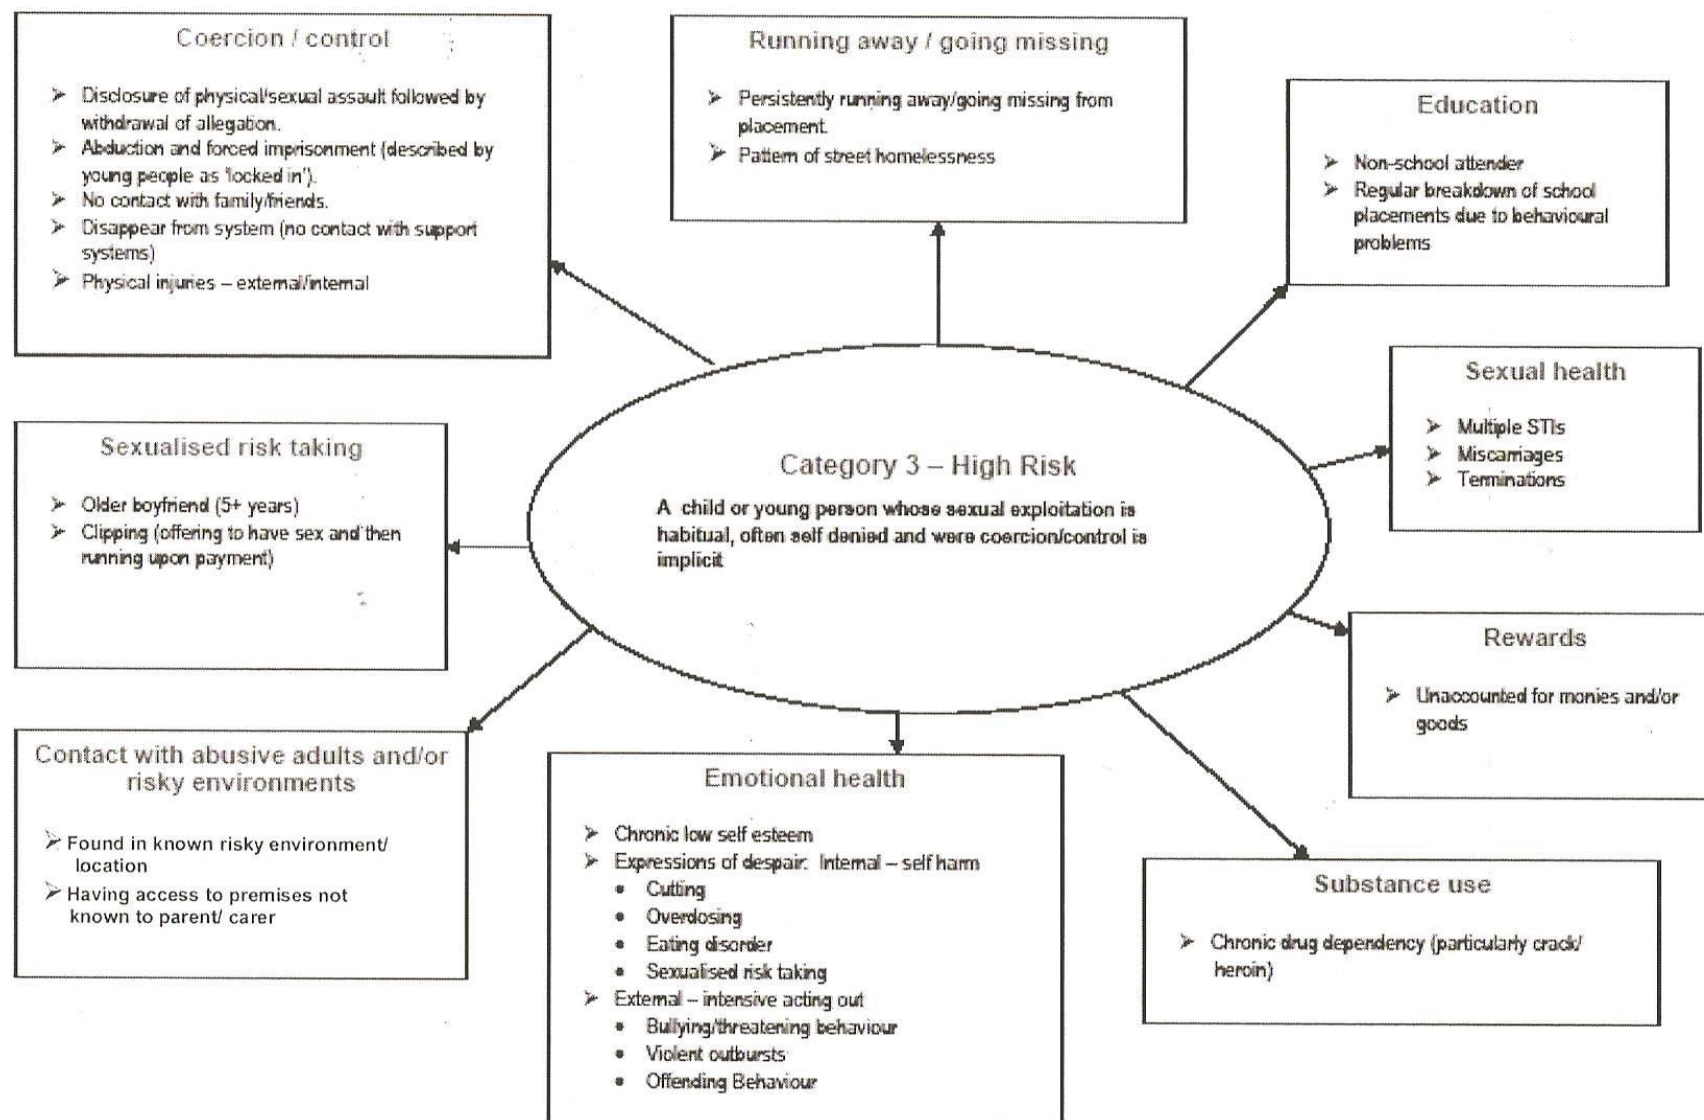 Coercion / control
➢ Disclosure of physical/sexual assault followed by
withdrawal of allegation.
➢ Abduction and forced imprisonment (described by
young people as 'locked in').
➢ No contact with family/friends.
➢ Disappear from system (no contact with support
systems)
➢ Physical injuries – external/internal
Running away / going missing
➢ Persistently running away/going missing from
placement.
➢ Pattern of street homelessness
Education
➢ Non-school attender
➢ Regular breakdown of school
placements due to behavioural
problems
Sexual health
➢ Multiple STIs
➢ Miscarriages
➢ Terminations
Sexualised risk taking
➢ Older boyfriend (5+ years)
➢ Clipping (offering to have sex and then
running upon payment)
Category 3 – High Risk
A child or young person whose sexual exploitation is
habitual, often self denied and were coercion/control is
implicit
Rewards
➢ Unaccounted for monies and/or
goods
Contact with abusive adults and/or
risky environments
➢ Found in known risky environment/
location
➢ Having access to premises not
known to parent/ carer
Emotional health
➢ Chronic low self esteem
➢ Expressions of despair: Internal – self harm
• Cutting
• Overdosing
• Eating disorder
• Sexualised risk taking
➢ External – intensive acting out
• Bullying/threatening behaviour
• Violent outbursts
• Offending Behaviour
Substance use
➢ Chronic drug dependency (particularly crack/
heroin)